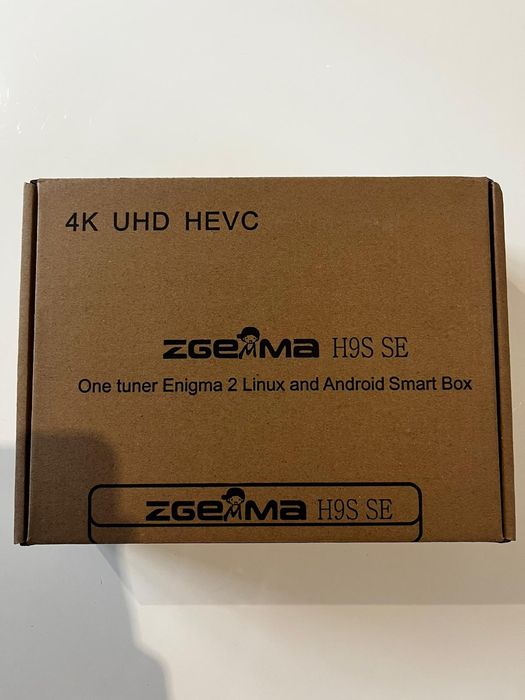 4K UHD HEVC
ZGEMMA H9S SE
One tuner Enigma 2 Linux and Android Smart Box
ZGEMMA H9S SE